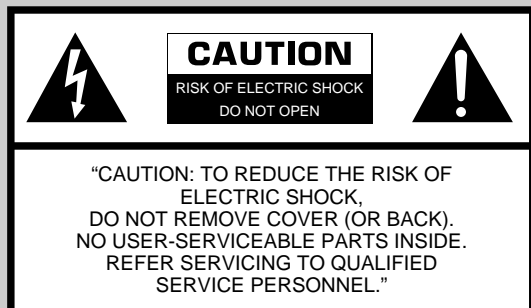 CAUTION
RISK OF ELECTRIC SHOCK
DO NOT OPEN
“CAUTION: TO REDUCE THE RISK OF
ELECTRIC SHOCK,
DO NOT REMOVE COVER (OR BACK).
NO USER-SERVICEABLE PARTS INSIDE.
REFER SERVICING TO QUALIFIED
SERVICE PERSONNEL.”